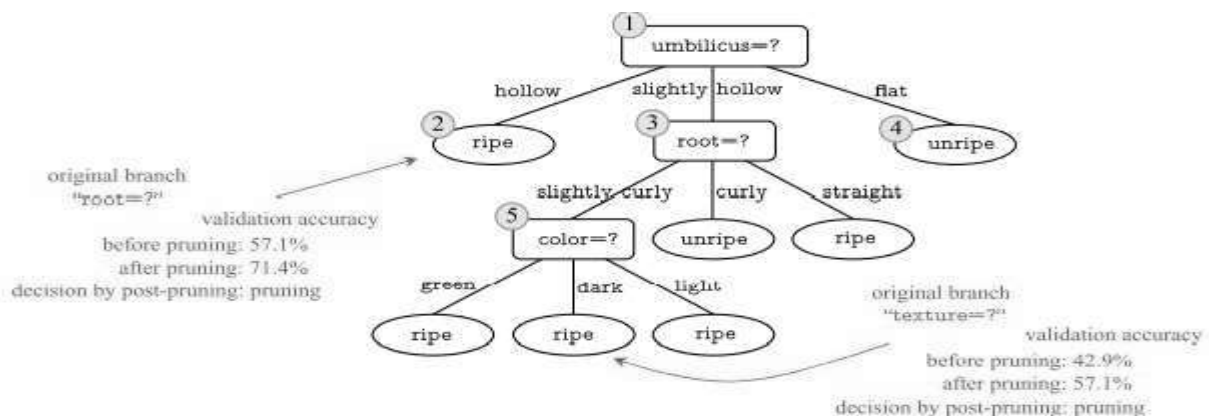 1
umbilicus=?
hollow
slightly hollow
flat
2
ripe
3
root=?
4
unripe
original branch
"root=?"
validation accuracy
before pruning: 57.1%
after pruning: 71.4%
decision by post-pruning: pruning
slightly curly
curly
straight
5
color=?
unripe
ripe
green
dark
light
ripe
ripe
ripe
original branch
"texture=?"
validation accuracy
before pruning: 42.9%
after pruning: 57.1%
decision by post-pruning: pruning